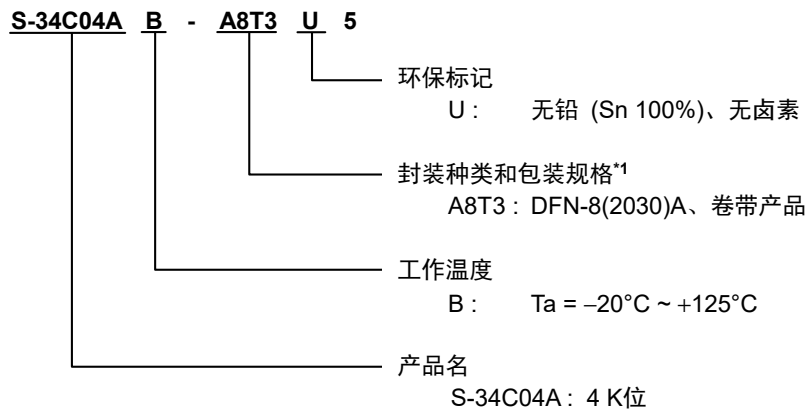 S-34C04A B - A8T3 U 5
环保标记
U : 无铅 (Sn 100%)、无卤素
封装种类和包装规格*1
A8T3 : DFN-8(2030)A、卷带产品
工作温度
B : Ta = −20°C ~ +125°C
产品名
S-34C04A : 4 K位